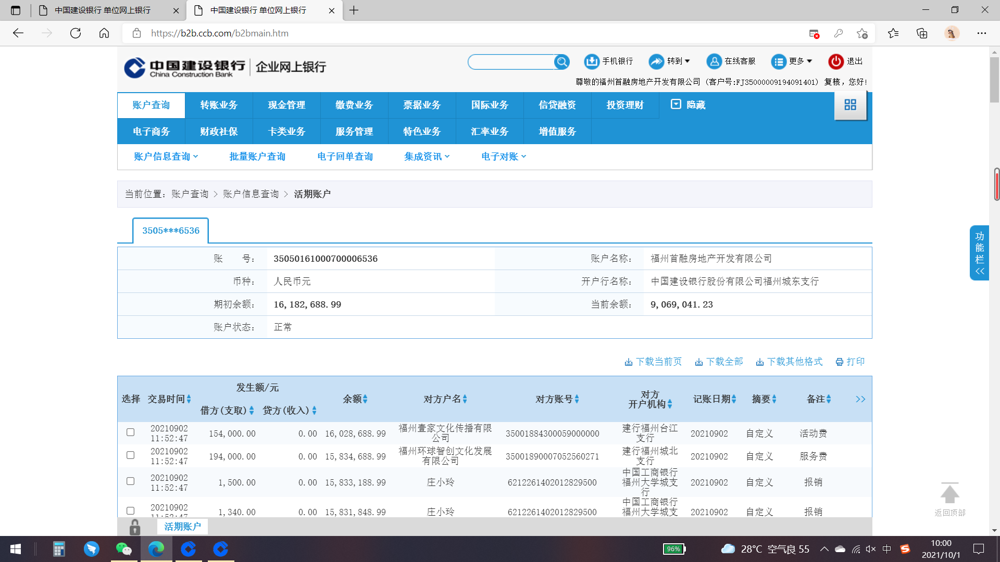 中国建设银行 单位网上银行
中国建设银行 单位网上银行
https://b2b.ccb.com/b2bmain.htm
中国建设银行
China Construction Bank
企业网上银行
手机银行
转到
在线客服
更多
退出
尊敬的福州首融房地产开发有限公司 (客户号:FJ35000009194091401) 复核，您好!
账户查询 转账业务 现金管理 缴费业务 票据业务 国际业务 信贷融资 投资理财 隐藏
电子商务 财政社保 卡类业务 服务管理 特色业务 汇率业务 增值服务
账户信息查询 批量账户查询 电子回单查询 集成资讯 电子对账
当前位置: 账户查询 > 账户信息查询 > 活期账户
3505***6536
账 号: 35050161000700006536 账户名称: 福州首融房地产开发有限公司
币种: 人民币元 开户行名称: 中国建设银行股份有限公司福州城东支行
期初余额: 16,182,688.99 当前余额: 9,069,041.23
账户状态: 正常
功能栏
<<
下载当前页 下载全部 下载其他格式 打印
选择 交易时间 发生额/元 余额 对方户名 对方账号 对方开户机构 记账日期 摘要 备注 >>
借方(支取) 贷方(收入)
20210902 11:52:47 154,000.00 0.00 16,028,688.99 福州壹家文化传播有限公司 35001884300059000000 建行福州台江支行 20210902 自定义 活动费
20210902 11:52:47 194,000.00 0.00 15,834,688.99 福州环球智创文化发展有限公司 35001890007052560271 建行福州城北支行 20210902 自定义 服务费
20210902 11:52:47 1,500.00 0.00 15,833,188.99 庄小玲 6212261402012829500 中国工商银行福州大学城支行 20210902 自定义 报销
20210902 11:52:47 1,340.00 0.00 15,831,848.99 庄小玲 6212261402012829500 中国工商银行福州大学城支 20210902 自定义 报销
返回顶部
活期账户
96%
28°C 空气良 55
中
10:00
2021/10/1